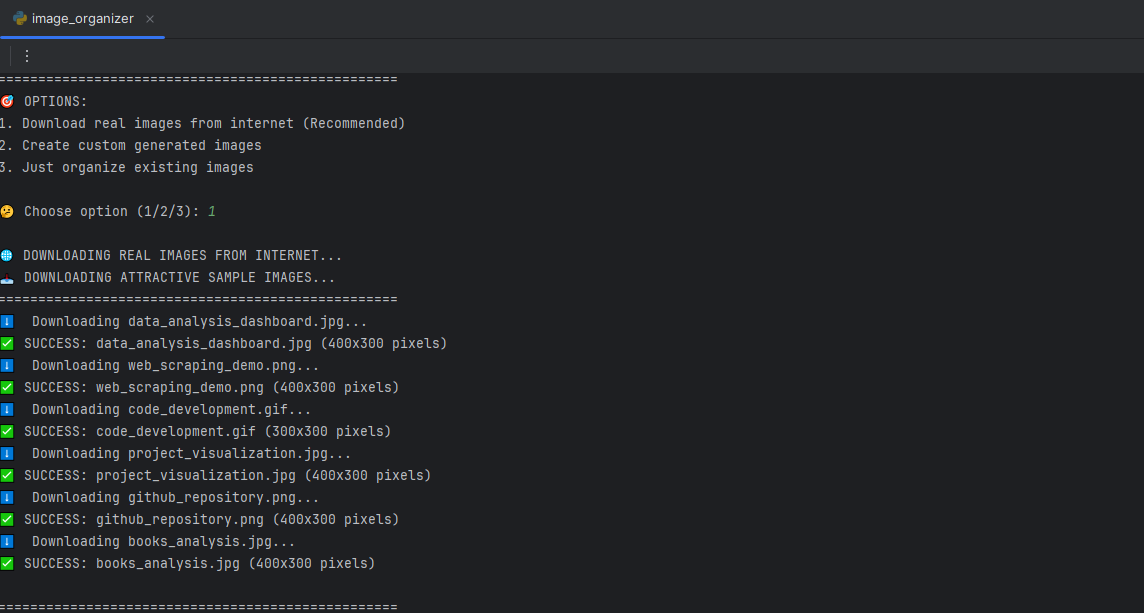 image_organizer
==================================================
🎯 OPTIONS:
1. Download real images from internet (Recommended)
2. Create custom generated images
3. Just organize existing images
🤔 Choose option (1/2/3): 1
🌐 DOWNLOADING REAL IMAGES FROM INTERNET...
📥 DOWNLOADING ATTRACTIVE SAMPLE IMAGES...
==================================================
⬇️  Downloading data_analysis_dashboard.jpg...
✅ SUCCESS: data_analysis_dashboard.jpg (400x300 pixels)
⬇️  Downloading web_scraping_demo.png...
✅ SUCCESS: web_scraping_demo.png (400x300 pixels)
⬇️  Downloading code_development.gif...
✅ SUCCESS: code_development.gif (300x300 pixels)
⬇️  Downloading project_visualization.jpg...
✅ SUCCESS: project_visualization.jpg (400x300 pixels)
⬇️  Downloading github_repository.png...
✅ SUCCESS: github_repository.png (400x300 pixels)
⬇️  Downloading books_analysis.jpg...
✅ SUCCESS: books_analysis.jpg (400x300 pixels)
==================================================